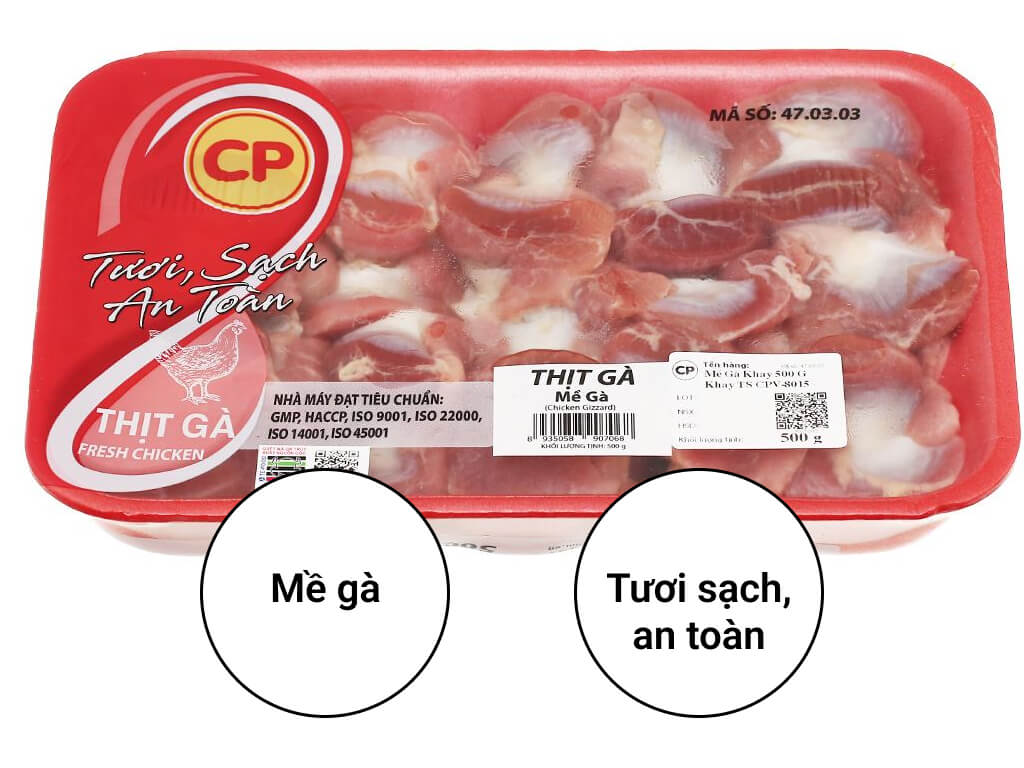 CP
MÃ SỐ: 47.03.03
Tươi, Sạch
An Toàn
THỊT GÀ
FRESH CHICKEN
NHÀ MÁY ĐẠT TIÊU CHUẨN:
GMP, HACCP, ISO 9001, ISO 22000,
ISO 14001, ISO 45001
THỊT GÀ
Mề Gà
(Chicken Gizzard)
8 935058 907068
KHỐI LƯỢNG TỊNH: 500 g
CP
Tên hàng:
Mề Gà Khay 500 G
Khay TS CPV-8015
LOT:
NSX:
HSD:
Khối lượng tịnh:
500 g
Mề gà
Tươi sạch,
an toàn